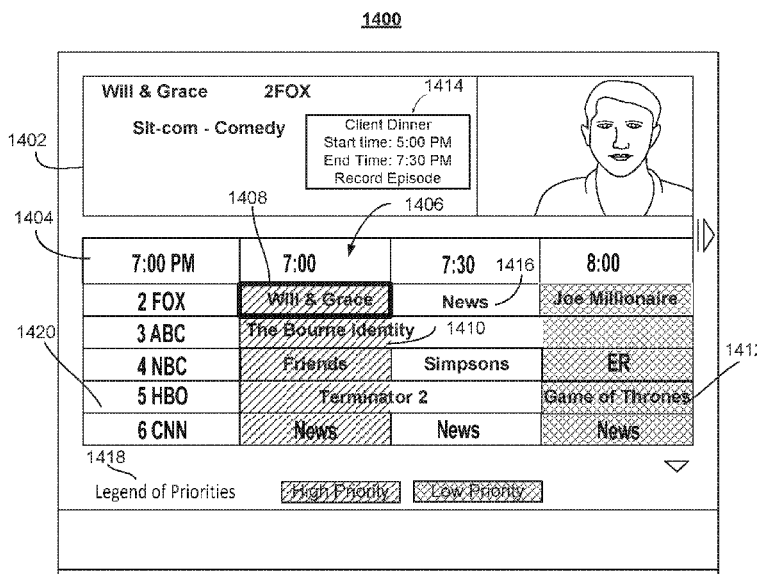 1400
Will & Grace 2FOX
1414
Sit-com - Comedy
Client Dinner
Start time: 5:00 PM
End Time: 7:30 PM
Record Episode
1402
1408
1406
1404
7:00 PM 7:00 7:30 8:00
1416
2 FOX Will & Grace News Joe Millionaire
3 ABC The Bourne Identity
1410
1420
4 NBC Friends Simpsons ER
1412
5 HBO Terminator 2 Game of Thrones
6 CNN News News News
1418
Legend of Priorities High Priority Low Priority